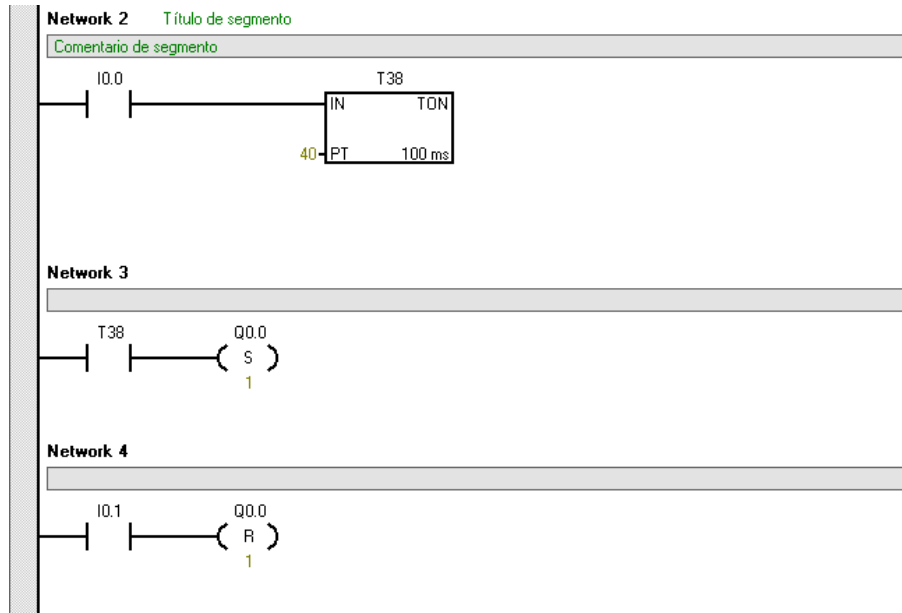 Network 2 Título de segmento
Comentario de segmento
I0.0 T38
IN TON
40 PT 100 ms
Network 3
T38 Q0.0
S
1
Network 4
I0.1 Q0.0
R
1